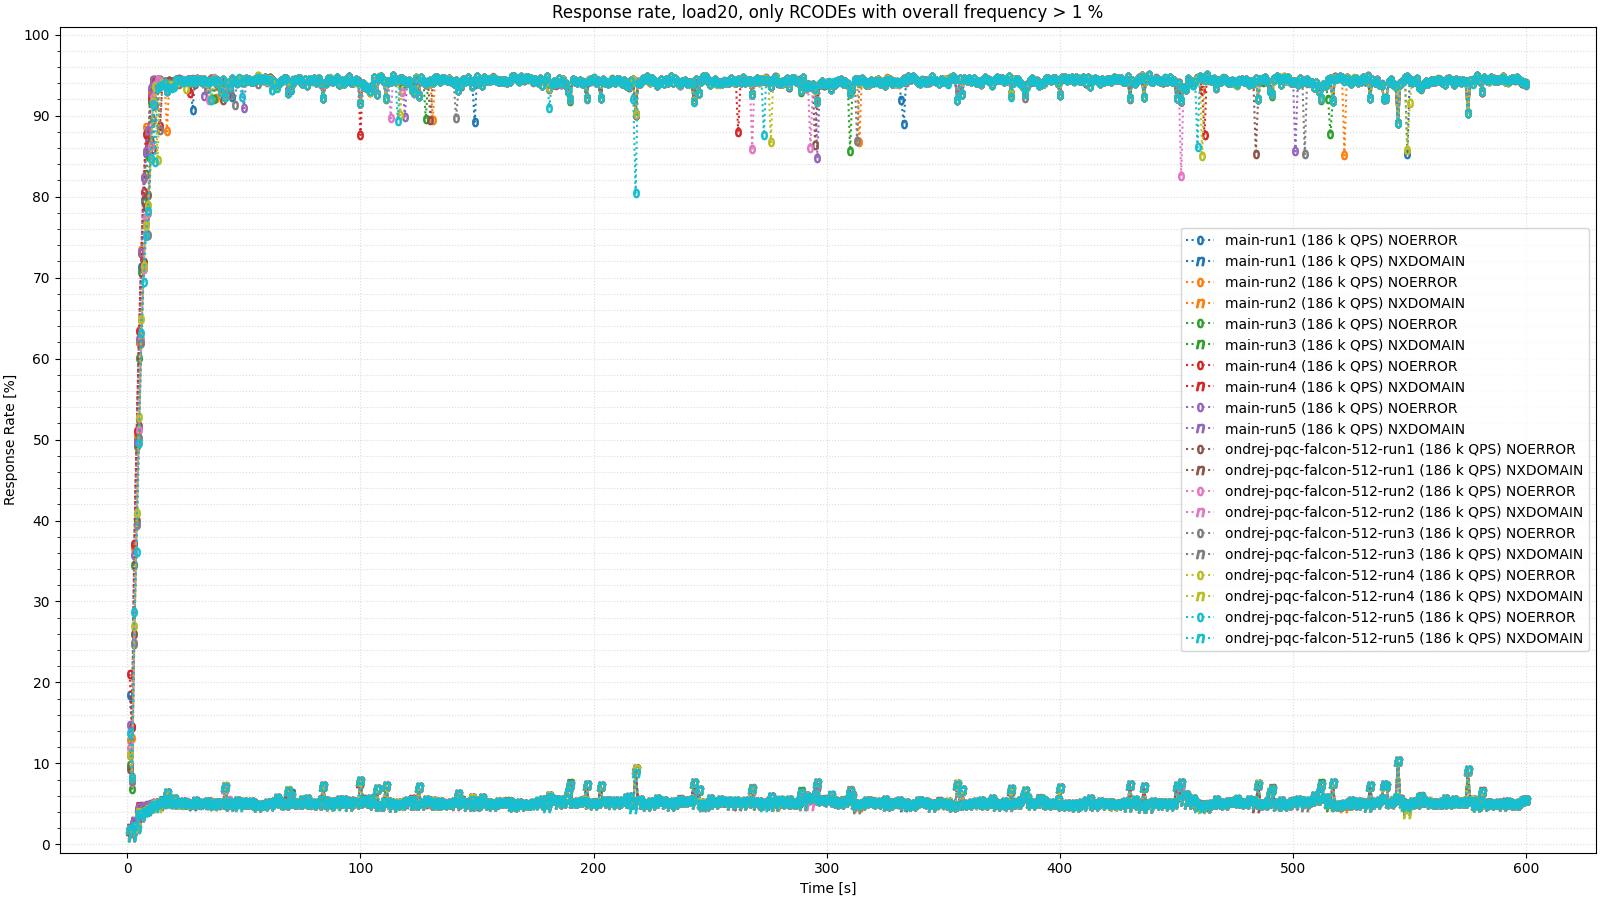 Response rate, load20, only RCODEs with overall frequency > 1 %
100
90
80
70
60
50
40
30
20
10
0
Response Rate [%]
main-run1 (186 k QPS) NOERROR
main-run1 (186 k QPS) NXDOMAIN
main-run2 (186 k QPS) NOERROR
main-run2 (186 k QPS) NXDOMAIN
main-run3 (186 k QPS) NOERROR
main-run3 (186 k QPS) NXDOMAIN
main-run4 (186 k QPS) NOERROR
main-run4 (186 k QPS) NXDOMAIN
main-run5 (186 k QPS) NOERROR
main-run5 (186 k QPS) NXDOMAIN
ondrej-pqc-falcon-512-run1 (186 k QPS) NOERROR
ondrej-pqc-falcon-512-run1 (186 k QPS) NXDOMAIN
ondrej-pqc-falcon-512-run2 (186 k QPS) NOERROR
ondrej-pqc-falcon-512-run2 (186 k QPS) NXDOMAIN
ondrej-pqc-falcon-512-run3 (186 k QPS) NOERROR
ondrej-pqc-falcon-512-run3 (186 k QPS) NXDOMAIN
ondrej-pqc-falcon-512-run4 (186 k QPS) NOERROR
ondrej-pqc-falcon-512-run4 (186 k QPS) NXDOMAIN
ondrej-pqc-falcon-512-run5 (186 k QPS) NOERROR
ondrej-pqc-falcon-512-run5 (186 k QPS) NXDOMAIN
0 100 200 300 400 500 600
Time [s]